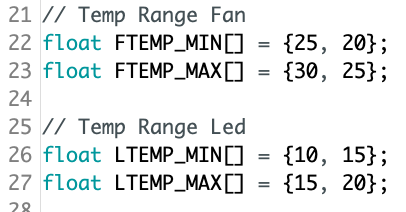 21 // Temp Range Fan
22 float FTEMP_MIN[] = {25, 20};
23 float FTEMP_MAX[] = {30, 25};
24
25 // Temp Range Led
26 float LTEMP_MIN[] = {10, 15};
27 float LTEMP_MAX[] = {15, 20};
28